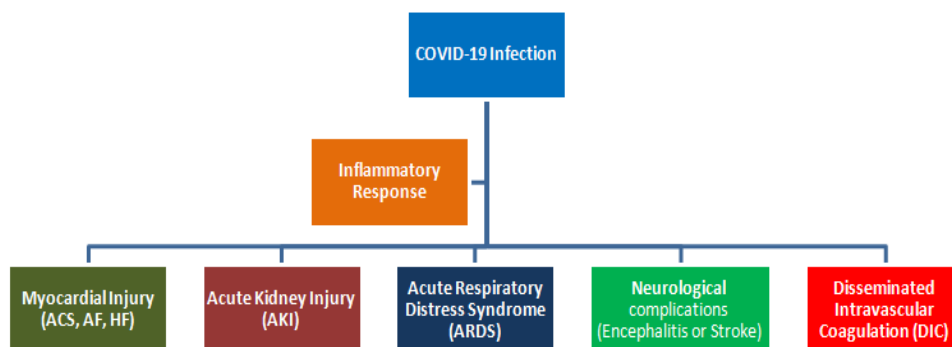 COVID-19 Infection
Inflammatory
Response
Myocardial Injury
(ACS, AF, HF)
Acute Kidney Injury
(AKI)
Acute Respiratory
Distress Syndrome
(ARDS)
Neurological
complications
(Encephalitis or Stroke)
Disseminated
Intravascular
Coagulation (DIC)